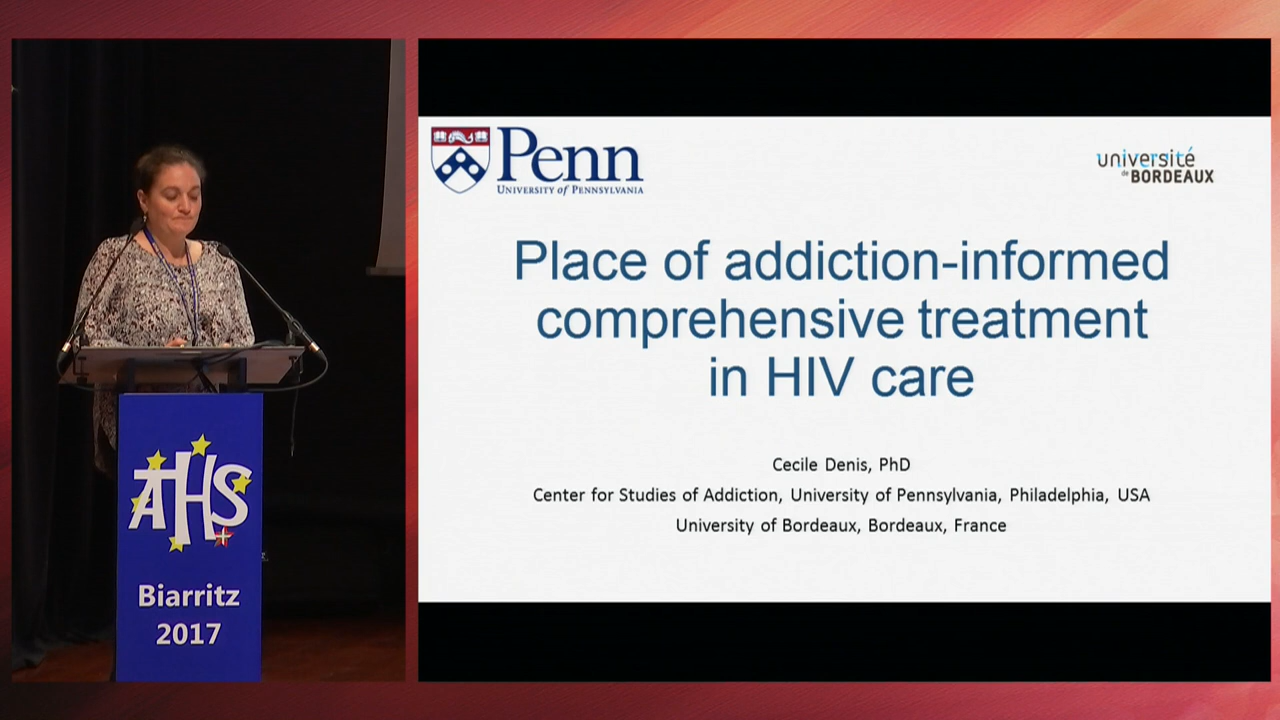 ATHS
Biarritz
2017
Penn
UNIVERSITY of PENNSYLVANIA
université
de BORDEAUX
Place of addiction-informed
comprehensive treatment
in HIV care
Cecile Denis, PhD
Center for Studies of Addiction, University of Pennsylvania, Philadelphia, USA
University of Bordeaux, Bordeaux, France